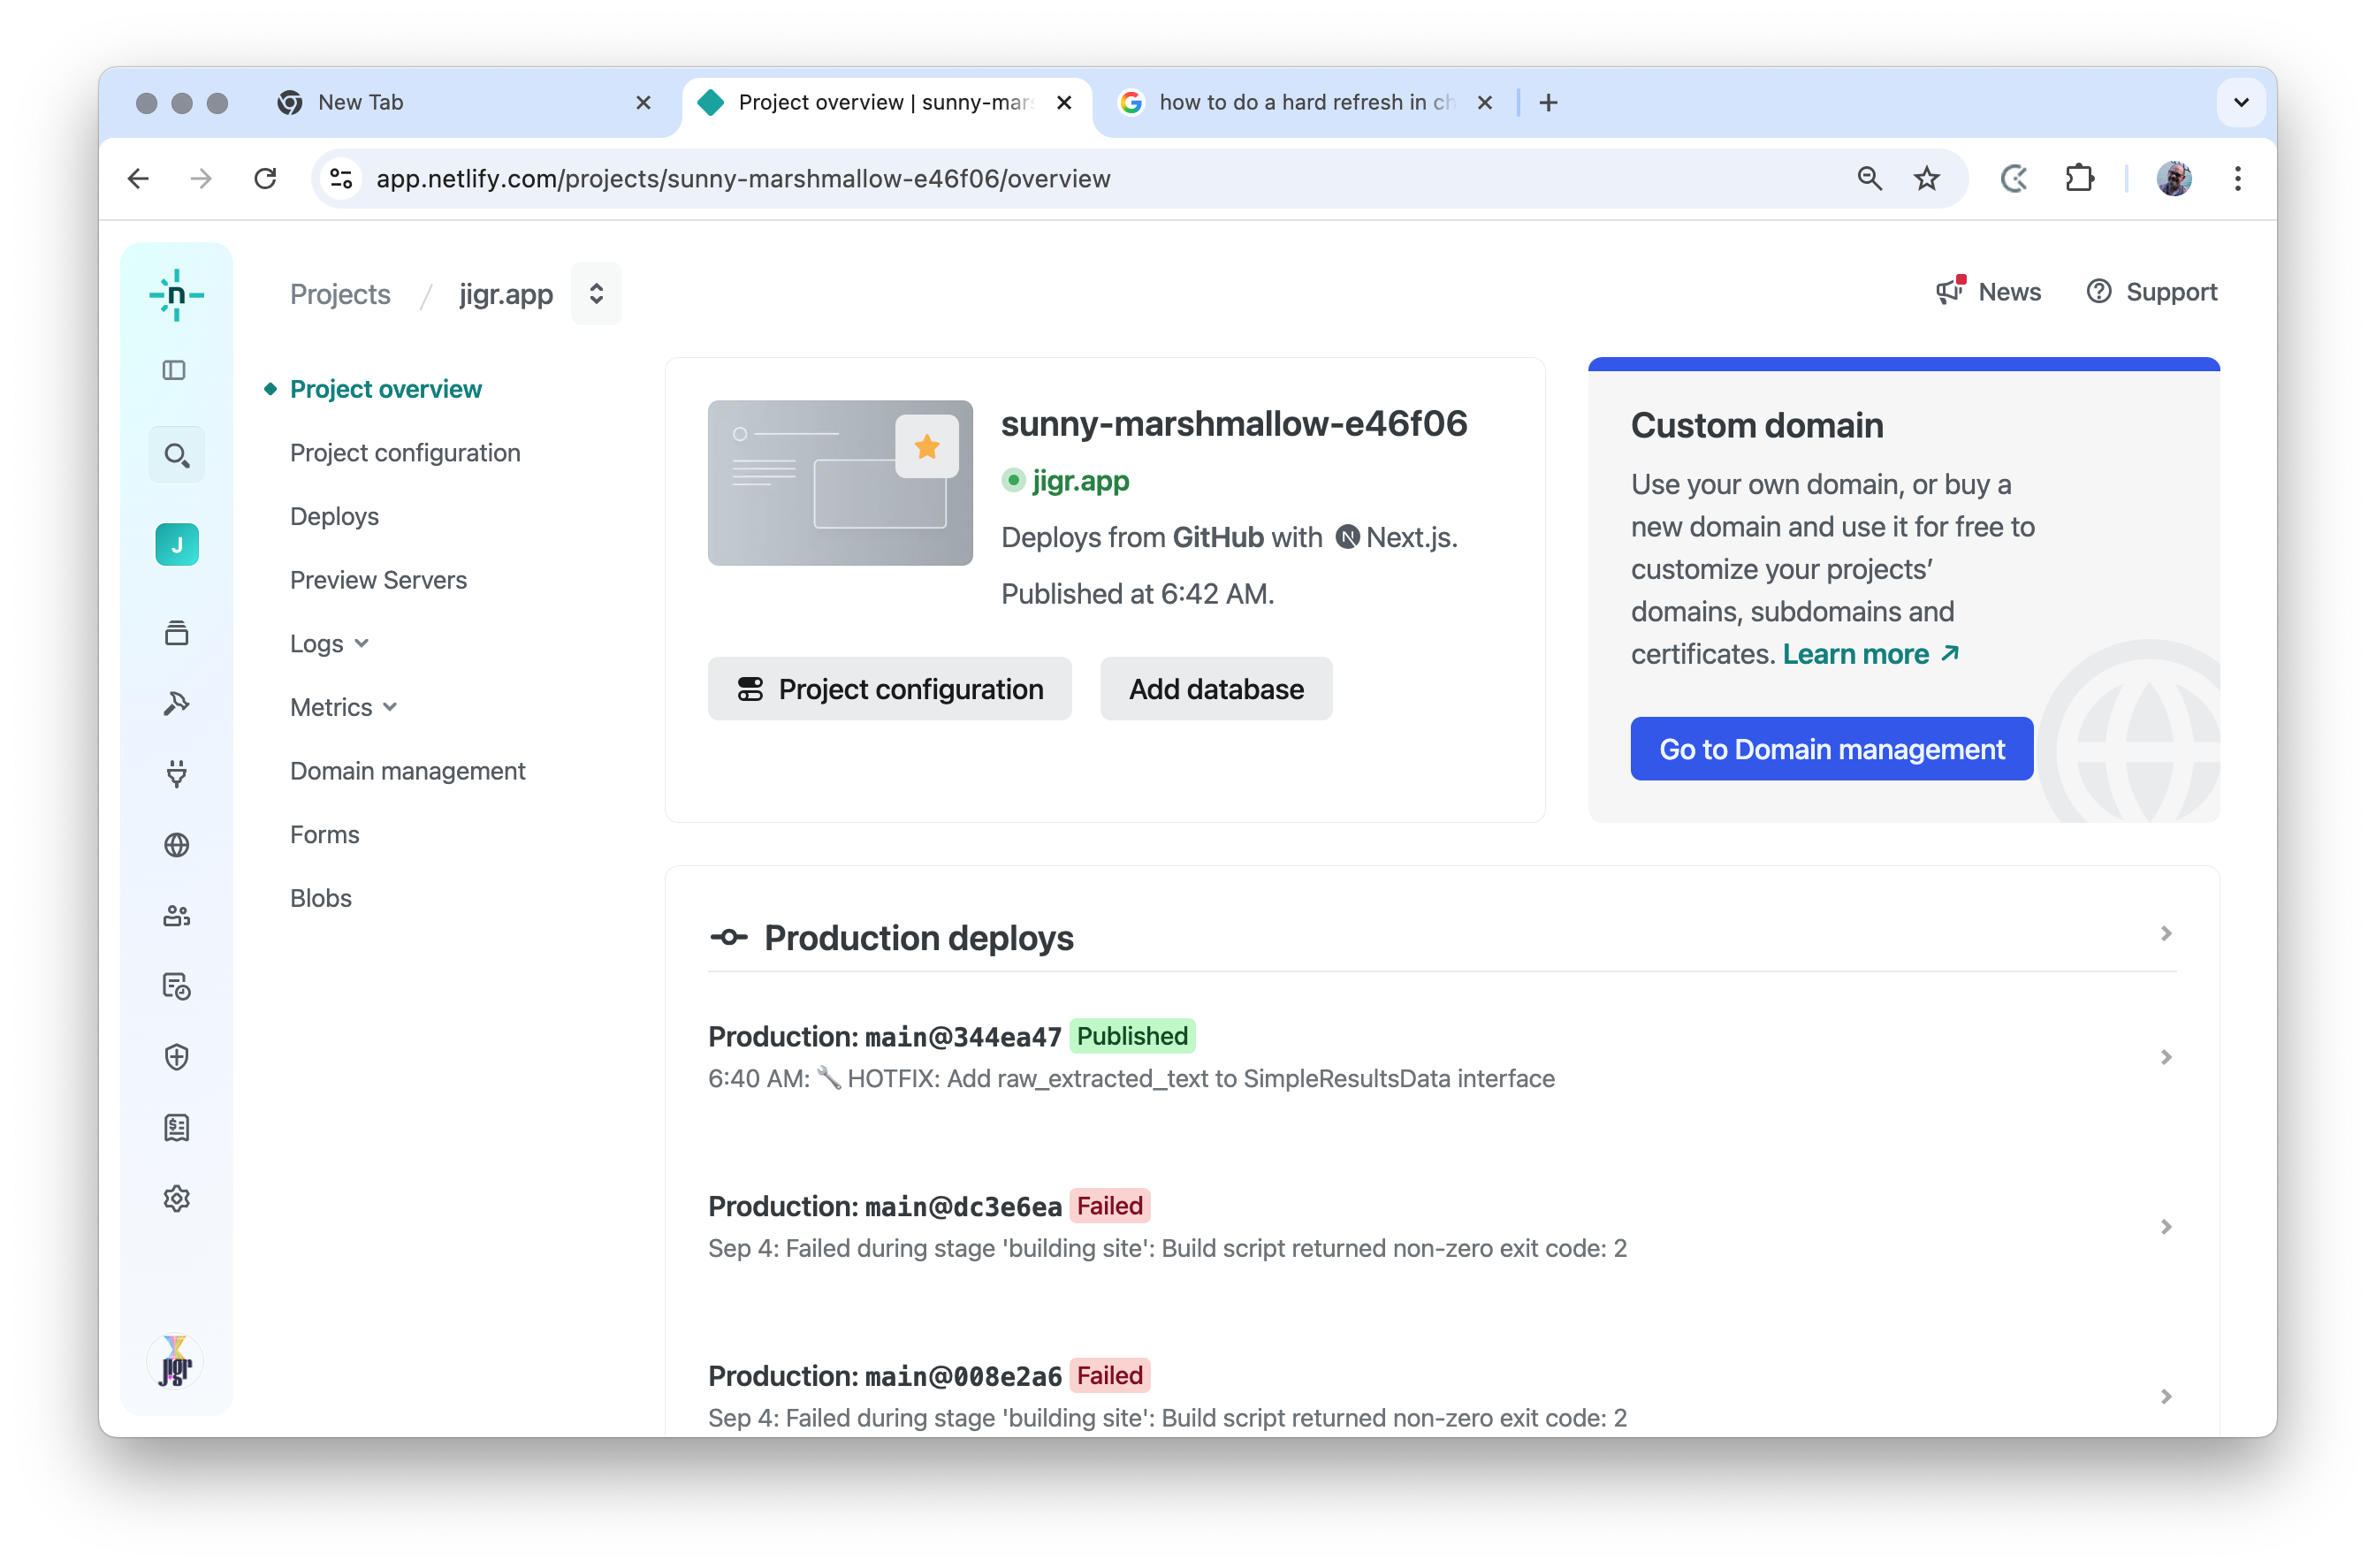 New Tab
Project overview | sunny-mar
how to do a hard refresh in ch
app.netlify.com/projects/sunny-marshmallow-e46f06/overview
n
Projects / jigr.app
News
Support
J
jigr
Project overview
Project configuration
Deploys
Preview Servers
Logs
Metrics
Domain management
Forms
Blobs
sunny-marshmallow-e46f06
jigr.app
Deploys from GitHub with N Next.js.
Published at 6:42 AM.
Project configuration
Add database
Custom domain
Use your own domain, or buy a
new domain and use it for free to
customize your projects’
domains, subdomains and
certificates. Learn more
Go to Domain management
Production deploys
Production: main@344ea47 Published
6:40 AM: 🔧 HOTFIX: Add raw_extracted_text to SimpleResultsData interface
Production: main@dc3e6ea Failed
Sep 4: Failed during stage 'building site': Build script returned non-zero exit code: 2
Production: main@008e2a6 Failed
Sep 4: Failed during stage 'building site': Build script returned non-zero exit code: 2